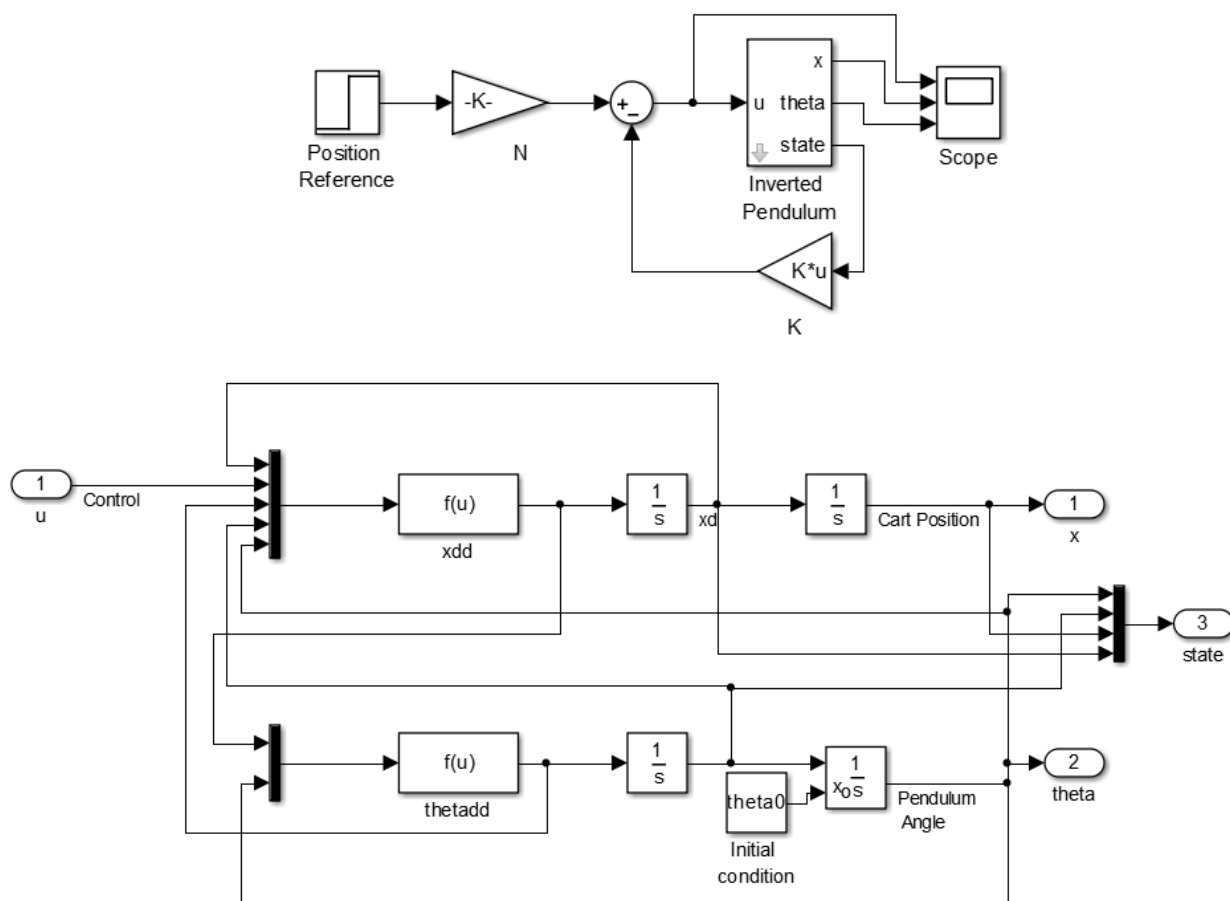 -K-
N
+
-
Position
Reference
u
x
theta
state
Inverted
Pendulum
Scope
K*u
K
1
u
Control
f(u)
xdd
1
s
xd
1
s
Cart Position
1
x
3
state
f(u)
thetadd
1
s
theta0
Initial
condition
xo
1
s
Pendulum
Angle
2
theta